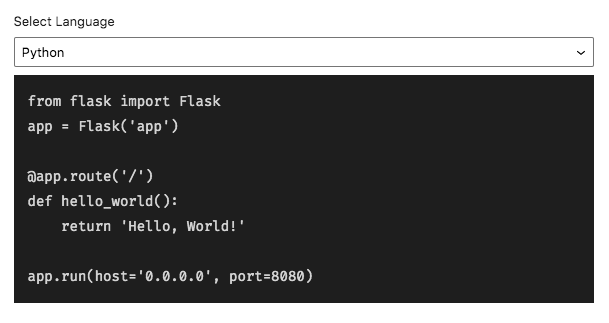 Select Language
Python
from flask import Flask
app = Flask('app')

@app.route('/')
def hello_world():
    return 'Hello, World!'

app.run(host='0.0.0.0', port=8080)